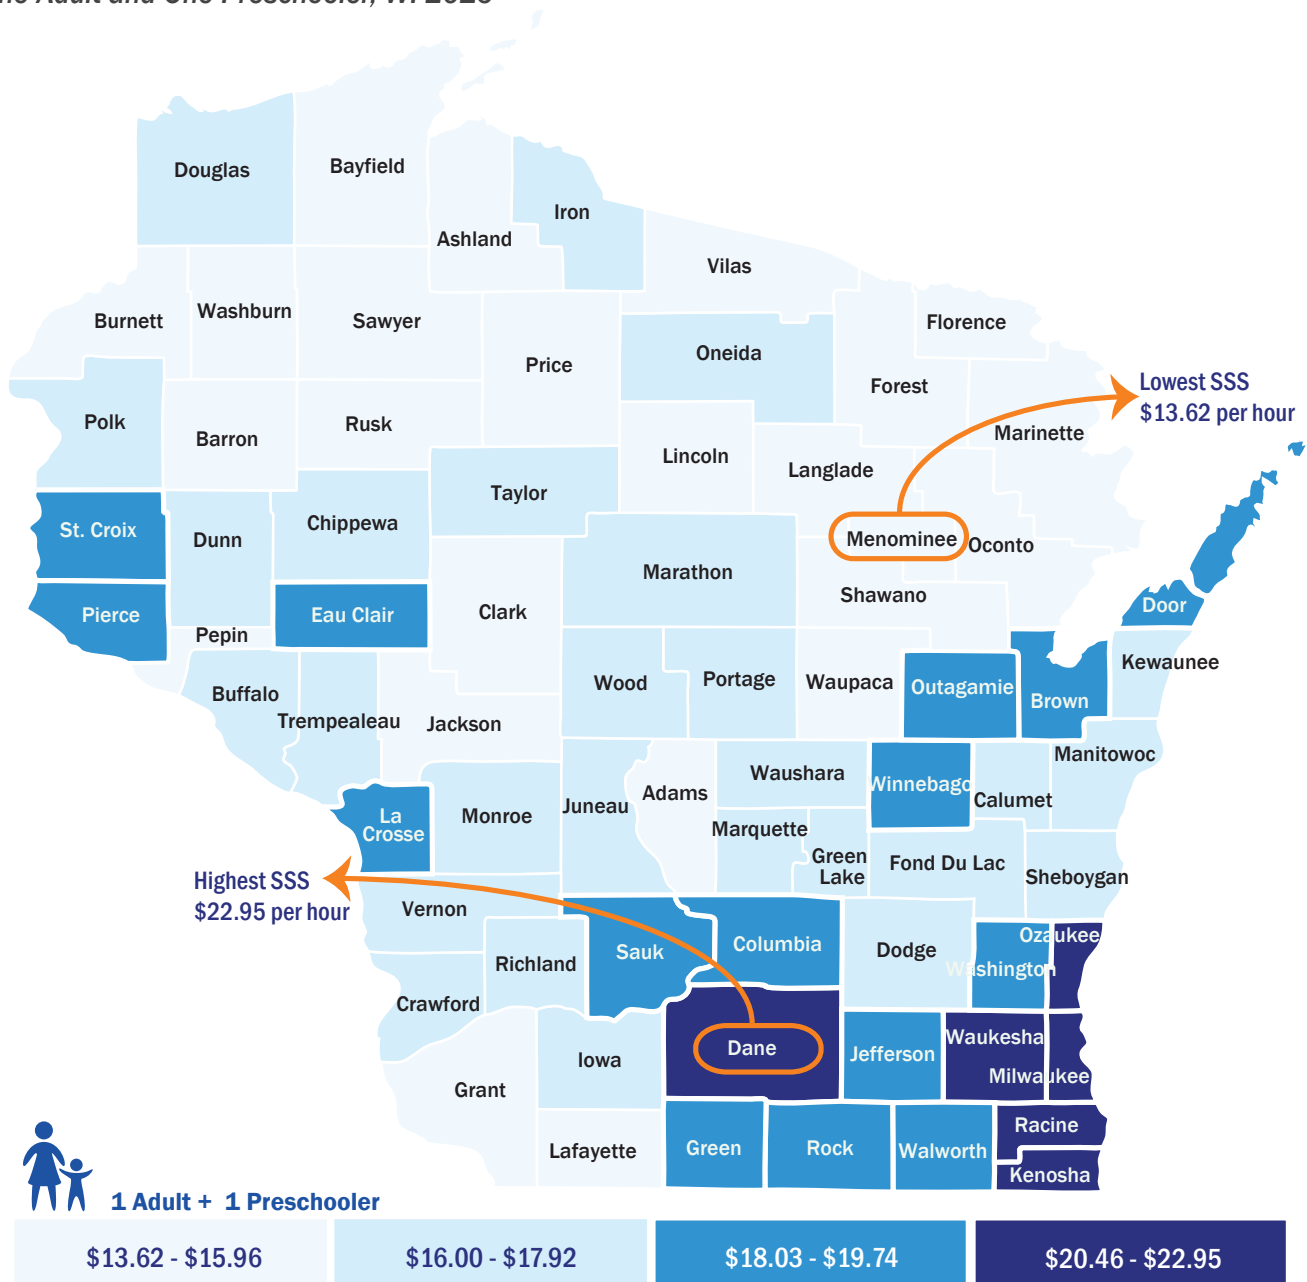 Douglas
Bayfield
Iron
Ashland
Vilas
Washburn
Burnett
Sawyer
Florence
Oneida
Price
Forest
Lowest SSS
$13.62 per hour
Polk
Rusk
Barron
Marinette
Lincoln
Langlade
Taylor
Chippewa
St. Croix
Dunn
Menominee
Oconto
Marathon
Shawano
Door
Pierce
Eau Clair
Clark
Pepin
Kewaunee
Wood
Portage
Waupaca
Outagamie
Brown
Buffalo
Trempealeau
Jackson
Manitowoc
Waushara
Winnebago
Calumet
Adams
Juneau
Monroe
La
Crosse
Marquette
Green
Lake
Fond Du Lac
Sheboygan
Highest SSS
$22.95 per hour
Vernon
Ozaukee
Columbia
Sauk
Dodge
Washington
Richland
Crawford
Waukesha
Dane
Jefferson
Iowa
Milwaukee
Grant
Racine
Green
Rock
Walworth
Lafayette
Kenosha
1 Adult + 1 Preschooler
$13.62 - $15.96
$16.00 - $17.92
$18.03 - $19.74
$20.46 - $22.95